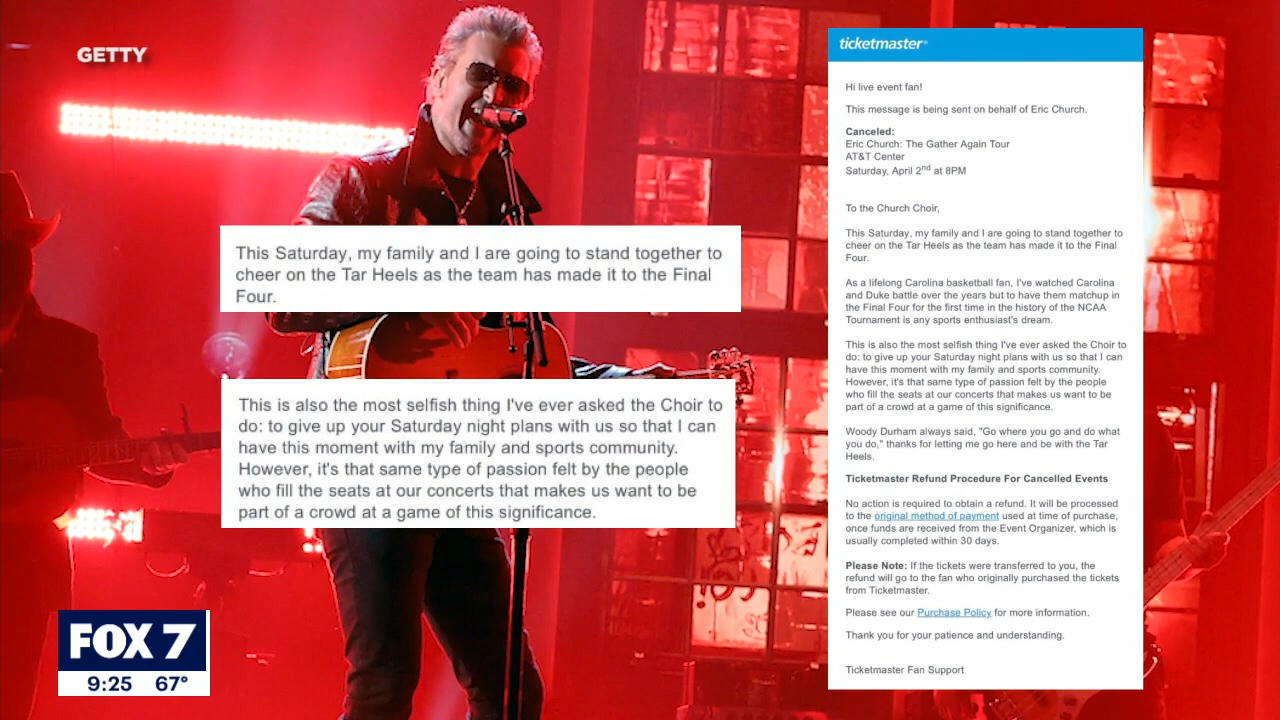 GETTY
This Saturday, my family and I are going to stand together to
cheer on the Tar Heels as the team has made it to the Final
Four.
This is also the most selfish thing I've ever asked the Choir to
do: to give up your Saturday night plans with us so that I can
have this moment with my family and sports community.
However, it's that same type of passion felt by the people
who fill the seats at our concerts that makes us want to be
part of a crowd at a game of this significance.
FOX 7
9:25 67°
ticketmaster®
Hi live event fan!
This message is being sent on behalf of Eric Church.
Canceled:
Eric Church: The Gather Again Tour
AT&T Center
Saturday, April 2nd at 8PM
To the Church Choir,
This Saturday, my family and I are going to stand together to
cheer on the Tar Heels as the team has made it to the Final
Four.
As a lifelong Carolina basketball fan, I've watched Carolina
and Duke battle over the years but to have them matchup in
the Final Four for the first time in the history of the NCAA
Tournament is any sports enthusiast's dream.
This is also the most selfish thing I've ever asked the Choir to
do: to give up your Saturday night plans with us so that I can
have this moment with my family and sports community.
However, it's that same type of passion felt by the people
who fill the seats at our concerts that makes us want to be
part of a crowd at a game of this significance.
Woody Durham always said, "Go where you go and do what
you do," thanks for letting me go here and be with the Tar
Heels.
Ticketmaster Refund Procedure For Cancelled Events
No action is required to obtain a refund. It will be processed
to the original method of payment used at time of purchase,
once funds are received from the Event Organizer, which is
usually completed within 30 days.
Please Note: If the tickets were transferred to you, the
refund will go to the fan who originally purchased the tickets
from Ticketmaster.
Please see our Purchase Policy for more information.
Thank you for your patience and understanding.
Ticketmaster Fan Support